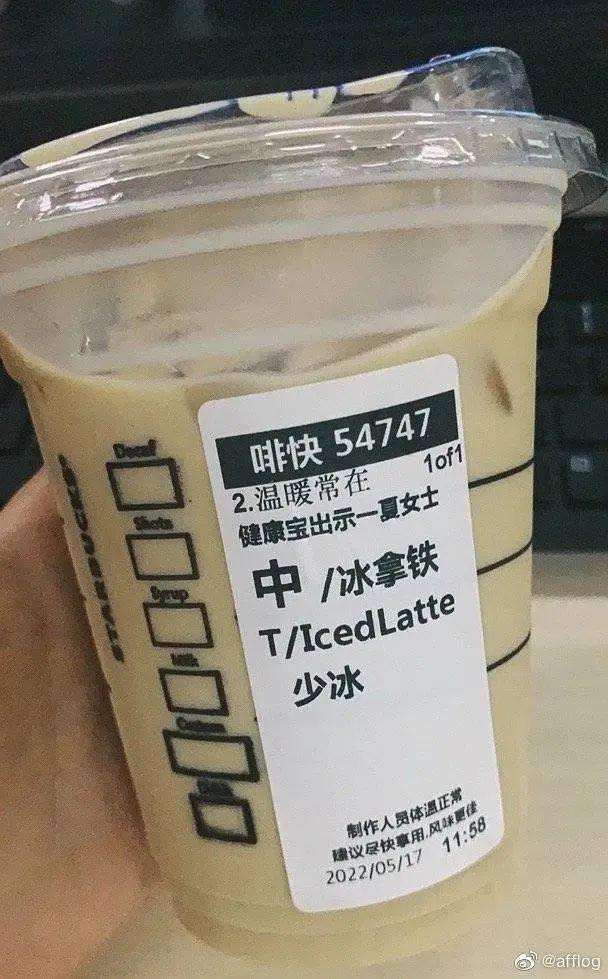 啡快 54747
1of1
2.温暖常在
健康宝出示一夏女士
中 /冰拿铁
T/IcedLatte
少冰
制作人员体温正常
建议尽快享用,风味更佳
2022/05/17 11:58
Decaf
Shots
Syrup
Milk
STARBUCKS
@afflog